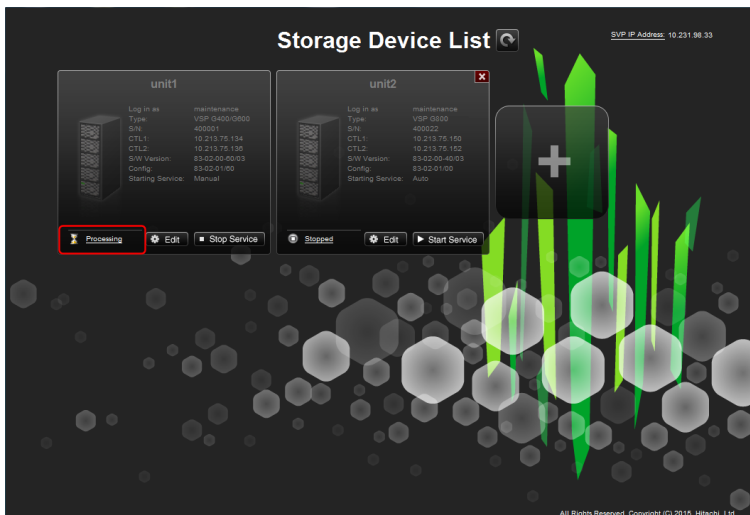 Storage Device List
SVP IP Address: 10.231.98.33
unit1
Log in as maintenance
Type: VSP G400/G600
S/N: 400001
CTL1: 10.213.75.134
CTL2: 10.213.75.136
S/W Version: 83-02-00-60/03
Config: 83-02-01/60
Starting Service: Manual
Processing
Edit
Stop Service
unit2
Log in as maintenance
Type: VSP G800
S/N: 400022
CTL1: 10.213.75.150
CTL2: 10.213.75.152
S/W Version: 83-02-00-40/03
Config: 83-02-01/00
Starting Service: Auto
Stopped
Edit
Start Service
All Rights Reserved, Copyright (C) 2015, Hitachi, Ltd.